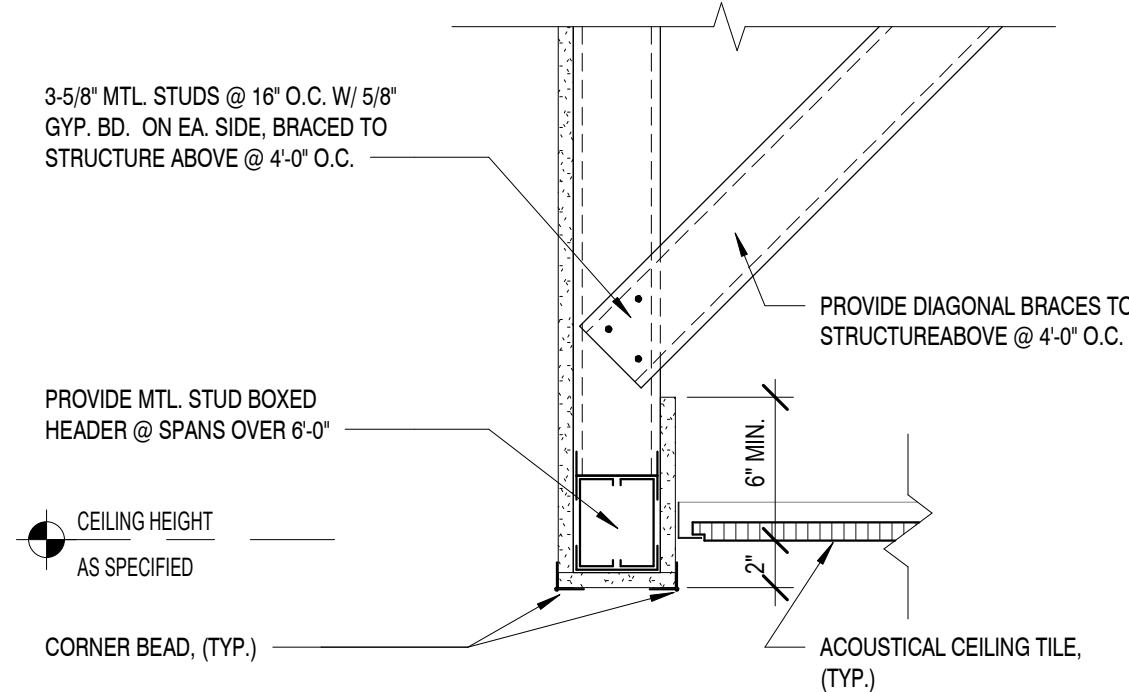 3-5/8" MTL. STUDS @ 16" O.C. W/ 5/8"
GYP. BD. ON EA. SIDE, BRACED TO
STRUCTURE ABOVE @ 4'-0" O.C.
PROVIDE DIAGONAL BRACES TO
STRUCTUREABOVE @ 4'-0" O.C.
PROVIDE MTL. STUD BOXED
HEADER @ SPANS OVER 6'-0"
6" MIN.
CEILING HEIGHT
AS SPECIFIED
2"
CORNER BEAD, (TYP.)
ACOUSTICAL CEILING TILE,
(TYP.)